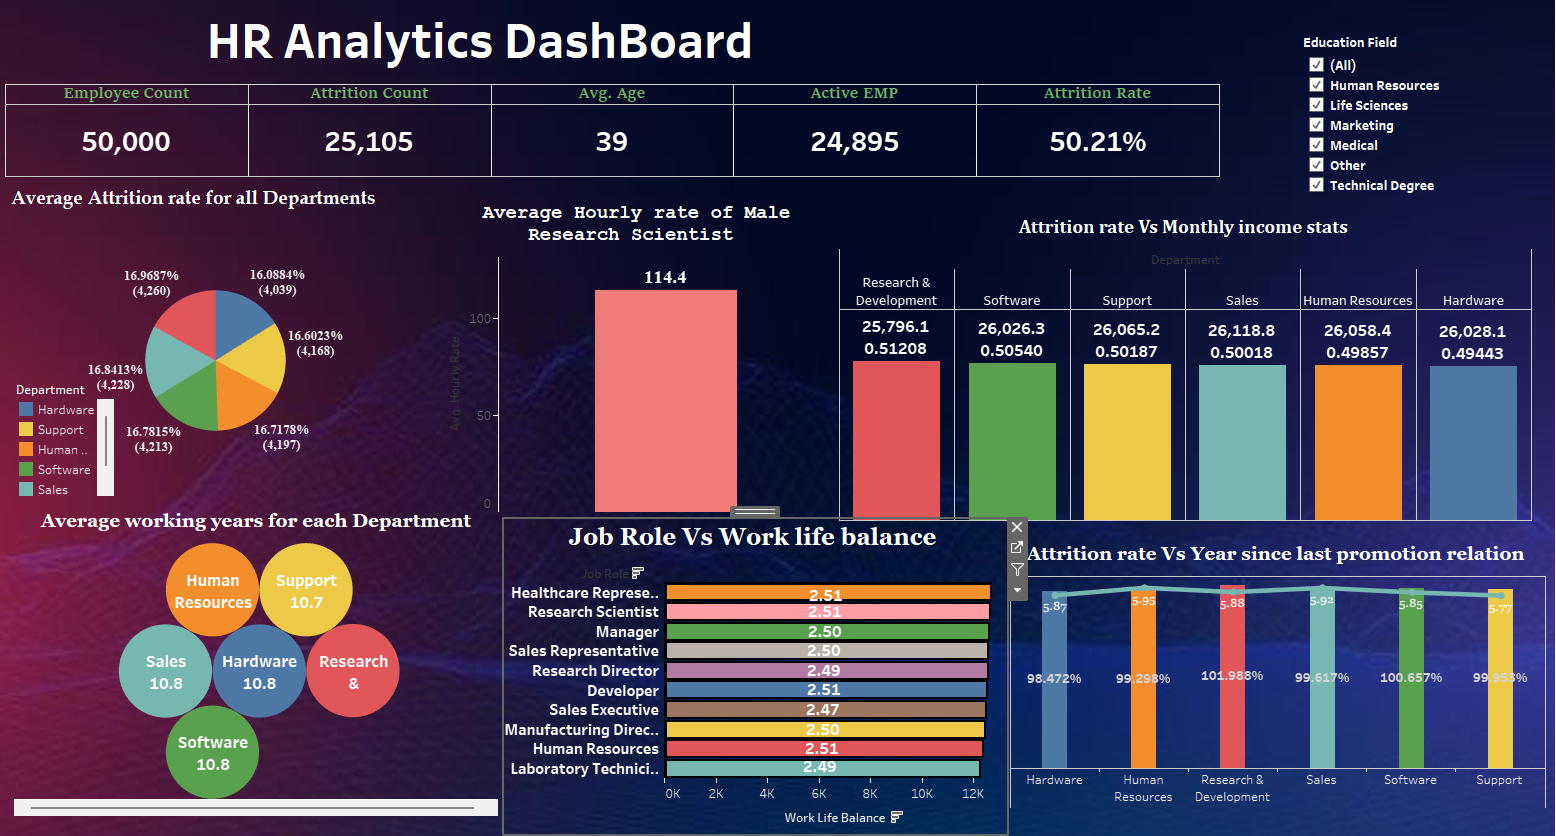 HR Analytics DashBoard
Education Field
(All)
Human Resources
Life Sciences
Marketing
Medical
Other
Technical Degree
Employee Count
Attrition Count
Avg. Age
Active EMP
Attrition Rate
50,000
25,105
39
24,895
50.21%
Average Attrition rate for all Departments
16.9687%
(4,260)
16.0884%
(4,039)
16.6023%
(4,168)
16.8413%
(4,228)
16.7815%
(4,213)
16.7178%
(4,197)
Department
Hardware
Support
Human ..
Software
Sales
Average Hourly rate of Male
Research Scientist
114.4
Avg. Hourly Rate
100
50
0
Attrition rate Vs Monthly income stats
Department
Research &
Development
Software
Support
Sales
Human Resources
Hardware
25,796.1
0.51208
26,026.3
0.50540
26,065.2
0.50187
26,118.8
0.50018
26,058.4
0.49857
26,028.1
0.49443
Average working years for each Department
Human
Resources
Support
10.7
Sales
10.8
Hardware
10.8
Research
&
Software
10.8
Job Role Vs Work life balance
Job Role
Healthcare Represe..
2.51
Research Scientist
2.51
Manager
2.50
Sales Representative
2.50
Research Director
2.49
Developer
2.51
Sales Executive
2.47
Manufacturing Direc..
2.50
Human Resources
2.51
Laboratory Technici..
2.49
0K
2K
4K
6K
8K
10K
12K
Work Life Balance
Attrition rate Vs Year since last promotion relation
5.87
5.95
5.88
5.92
5.85
5.77
98.472%
99.298%
101.988%
99.617%
100.657%
99.953%
Hardware
Human
Resources
Research &
Development
Sales
Software
Support